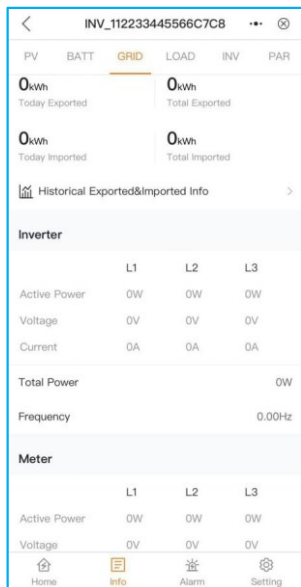 INV_112233445566C7C8
PV BATT GRID LOAD INV PAR
0kWh 0kWh
Today Exported Total Exported
0kWh 0kWh
Today Imported Total Imported
Historical Exported&Imported Info
Inverter
L1 L2 L3
Active Power 0W 0W 0W
Voltage 0V 0V 0V
Current 0A 0A 0A
Total Power 0W
Frequency 0.00Hz
Meter
L1 L2 L3
Active Power 0W 0W 0W
Voltage 0V 0V 0V
Home Info Alarm Setting